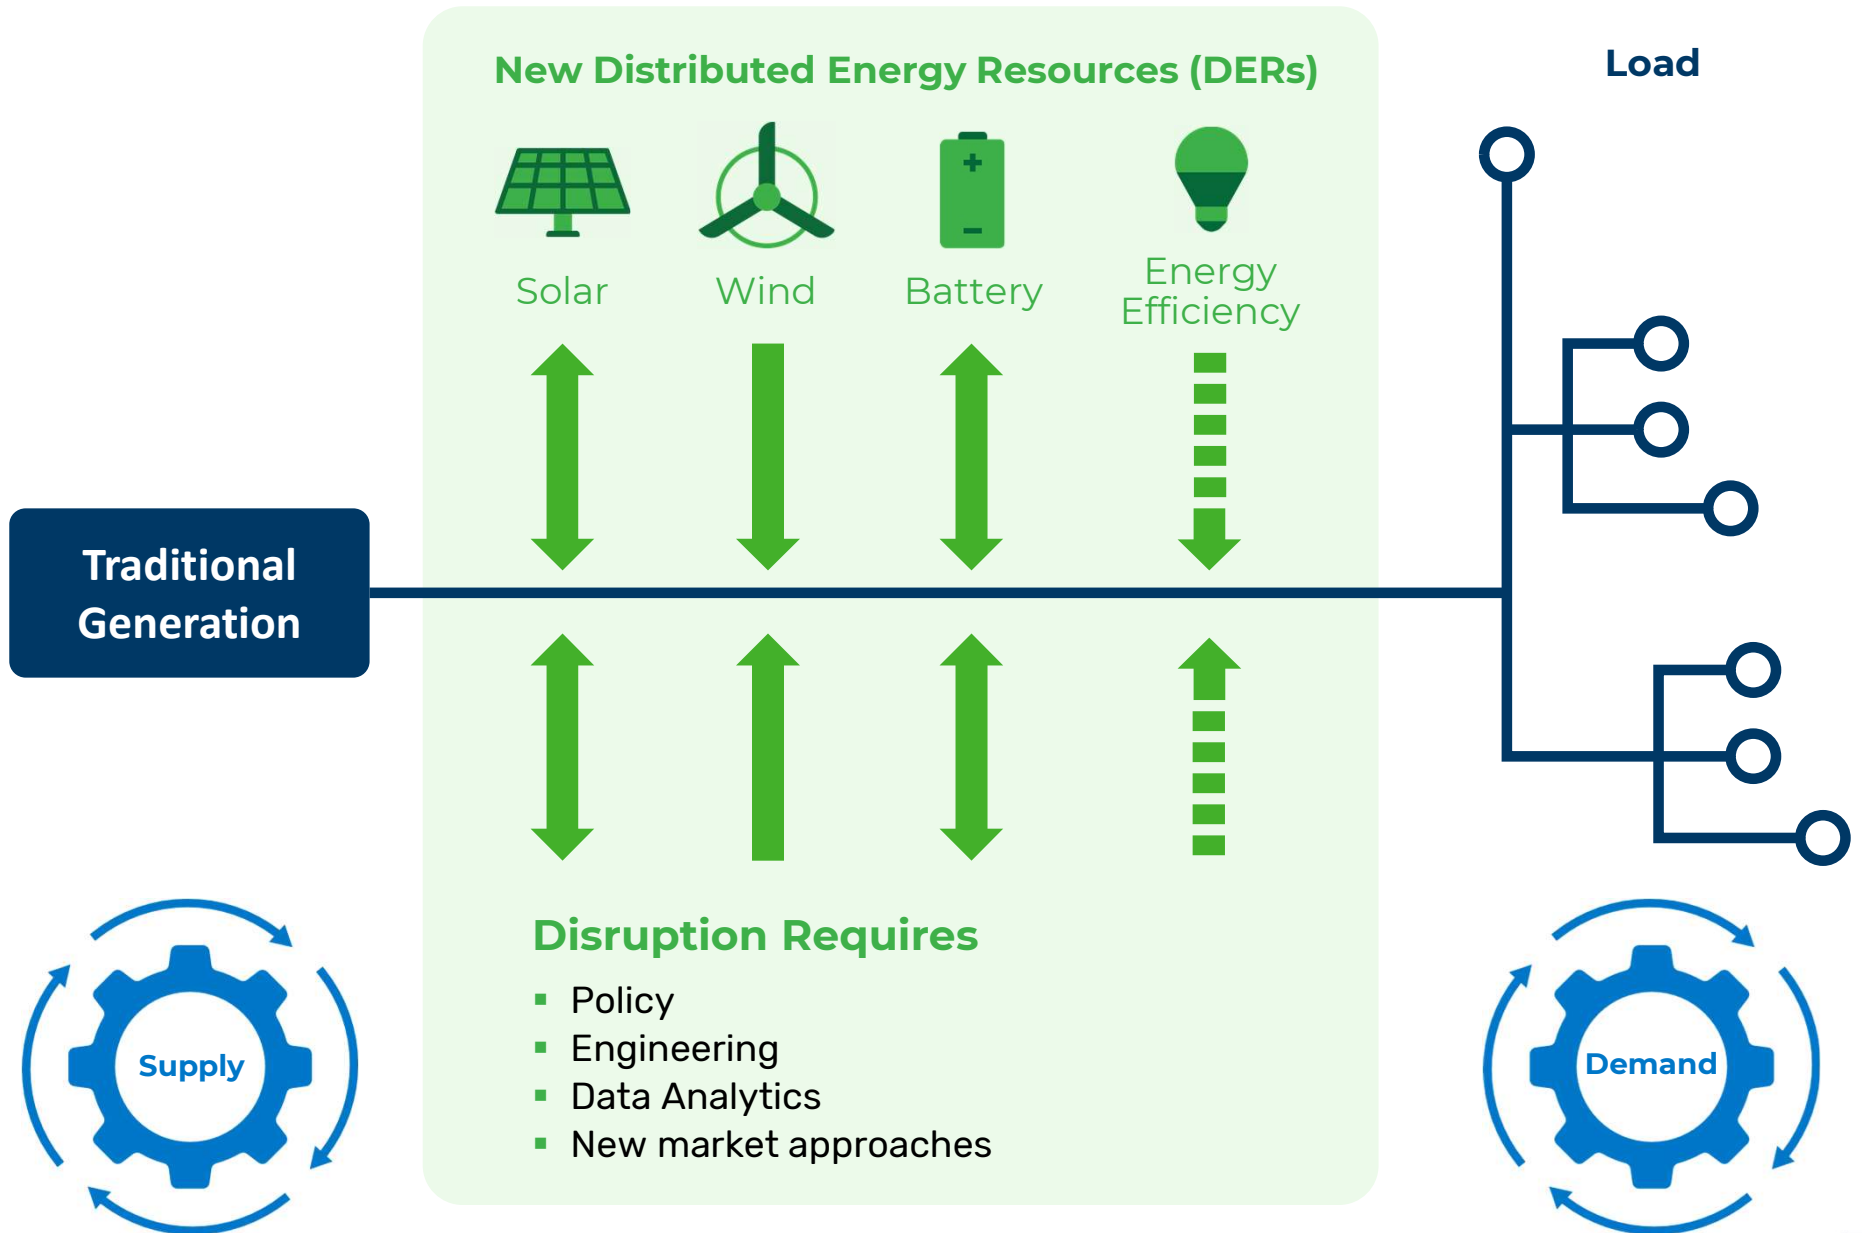 New Distributed Energy Resources (DERs)
Load
Solar
Wind
Battery
Energy
Efficiency
Traditional
Generation
Disruption Requires
▪ Policy
▪ Engineering
▪ Data Analytics
▪ New market approaches
Supply
Demand